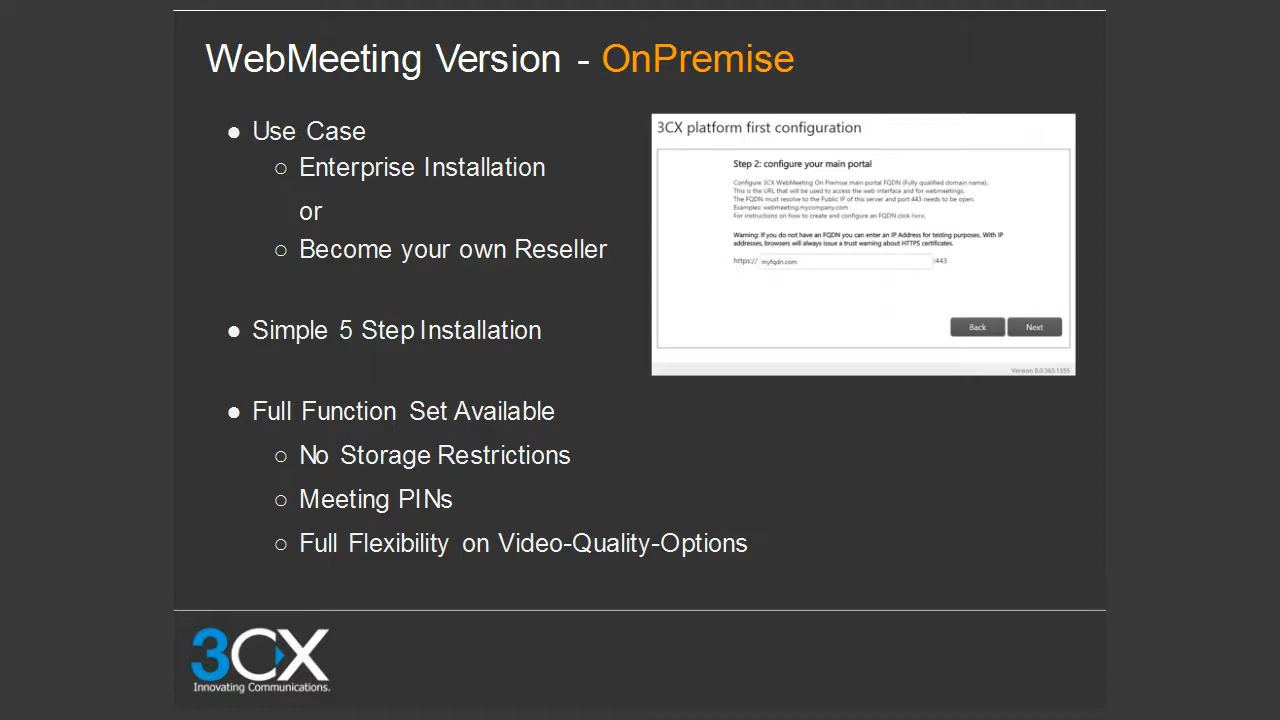 WebMeeting Version - OnPremise
● Use Case
○ Enterprise Installation
or
○ Become your own Reseller
● Simple 5 Step Installation
● Full Function Set Available
○ No Storage Restrictions
○ Meeting PINs
○ Full Flexibility on Video-Quality-Options
3CX platform first configuration
Step 2: configure your main portal
Configure 3CX WebMeeting On Premise main portal FQDN (Fully qualified domain name).
This is the URL that will be used to access the web interface and for webmeetings.
The FQDN must resolve to the Public IP of this server and port 443 needs to be open.
Examples: webmeeting.mycompany.com
For instructions on how to create and configure an FQDN click here.
Warning: If you do not have an FQDN you can enter an IP Address for testing purposes. With IP
addresses, browsers will always issue a trust warning about HTTPS certificates.
https:// myfqdn.com :443
Back Next
Version 8.0.363.1355
3CX
Innovating Communications.